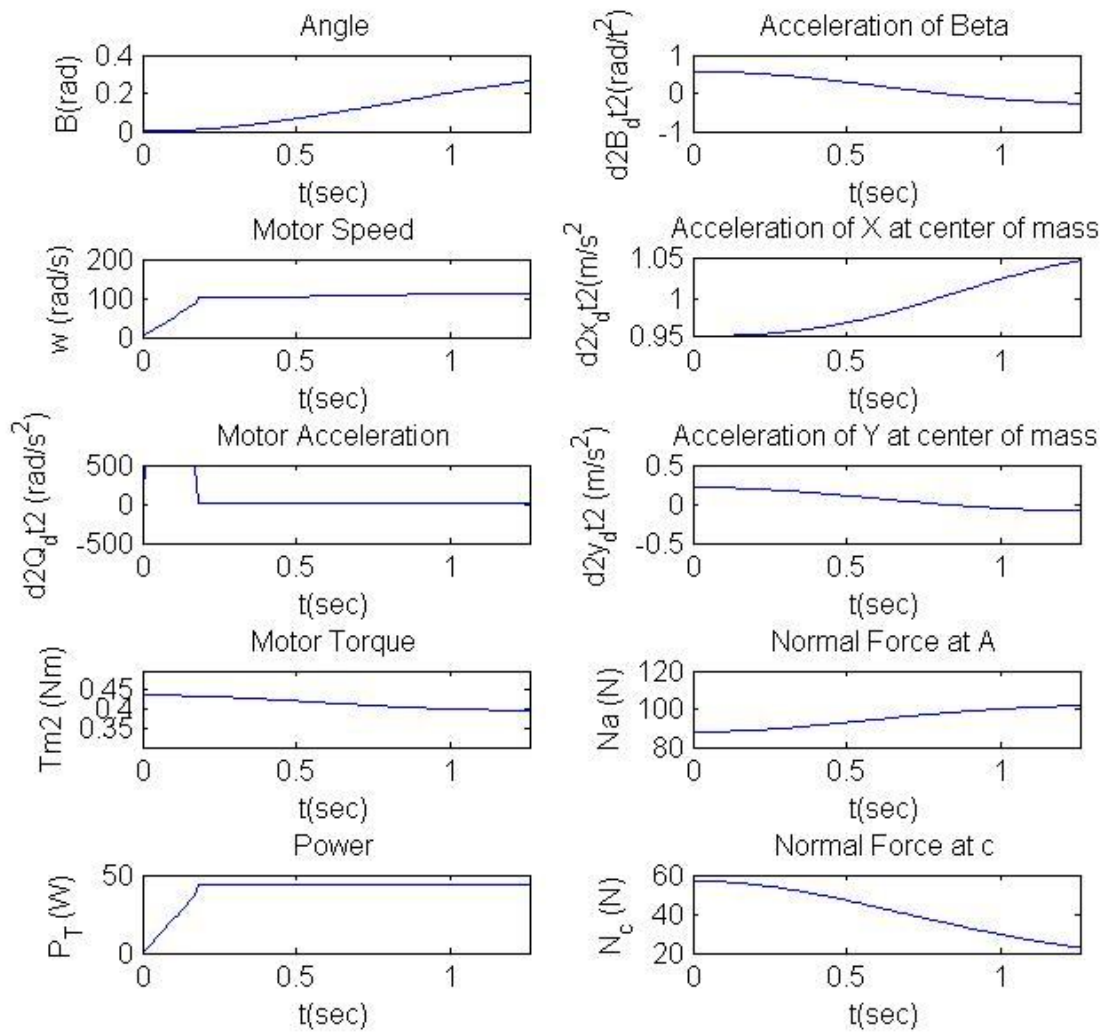 Angle
B(rad)
0.4
0.2
0
0 0.5 1
t(sec)
Acceleration of Beta
d2B_dt2(rad/t^2)
1
0
-1
0 0.5 1
t(sec)
Motor Speed
w (rad/s)
200
100
0
0 0.5 1
t(sec)
Acceleration of X at center of mass
d2x_dt2(m/s^2
1.05
1
0.95
0 0.5 1
t(sec)
Motor Acceleration
d2Q_dt2 (rad/s^2)
500
0
-500
0 0.5 1
t(sec)
Acceleration of Y at center of mass
d2y_dt2 (m/s^2)
0.5
0
-0.5
0 0.5 1
t(sec)
Motor Torque
Tm2 (Nm)
0.45
0.4
0.35
0 0.5 1
t(sec)
Normal Force at A
Na (N)
120
100
80
0 0.5 1
t(sec)
Power
P_T (W)
50
0
0 0.5 1
t(sec)
Normal Force at c
N_c (N)
60
40
20
0 0.5 1
t(sec)